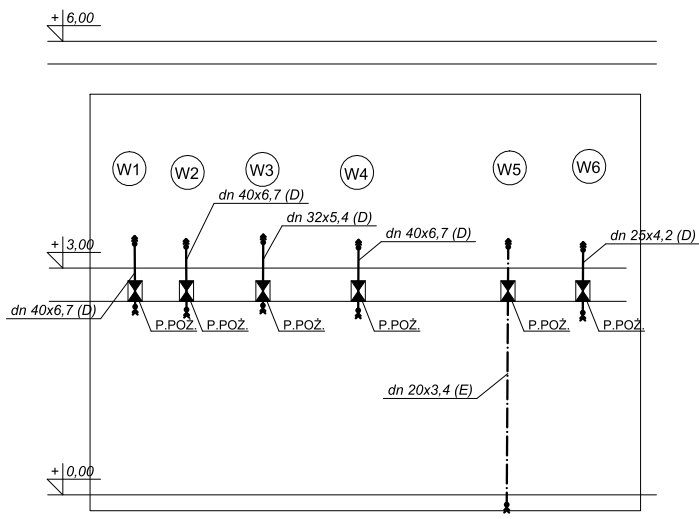 + 6,00
W1
W2
W3
W4
W5
W6
dn 40x6,7 (D)
dn 32x5,4 (D)
dn 40x6,7 (D)
dn 25x4,2 (D)
+ 3,00
dn 40x6,7 (D)
P.POŻ.
P.POŻ.
P.POŻ.
P.POŻ.
P.POŻ.
P.POŻ.
dn 20x3,4 (E)
+ 0,00